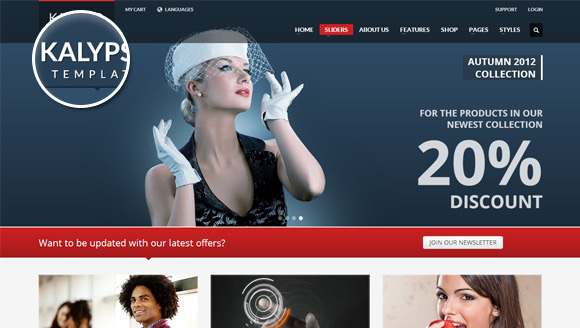 MY CART
LANGUAGES
SUPPORT
LOGIN
KALYPS
TEMPLAT
HOME
SLIDERS
ABOUT US
FEATURES
SHOP
PAGES
STYLES
AUTUMN 2012
COLLECTION
FOR THE PRODUCTS IN OUR
NEWEST COLLECTION
20%
DISCOUNT
Want to be updated with our latest offers?
JOIN OUR NEWSLETTER